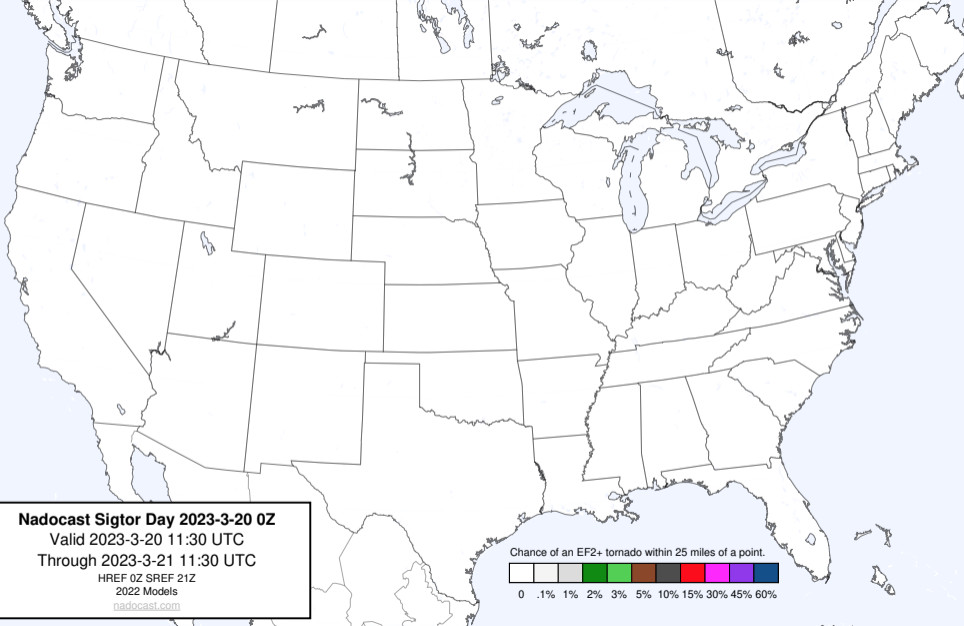 Nadocast Sigtor Day 2023-3-20 0Z
Valid 2023-3-20 11:30 UTC
Through 2023-3-21 11:30 UTC
HREF 0Z SREF 21Z
2022 Models
nadocast.com
Chance of an EF2+ tornado within 25 miles of a point.
0 .1% 1% 2% 3% 5% 10% 15% 30% 45% 60%